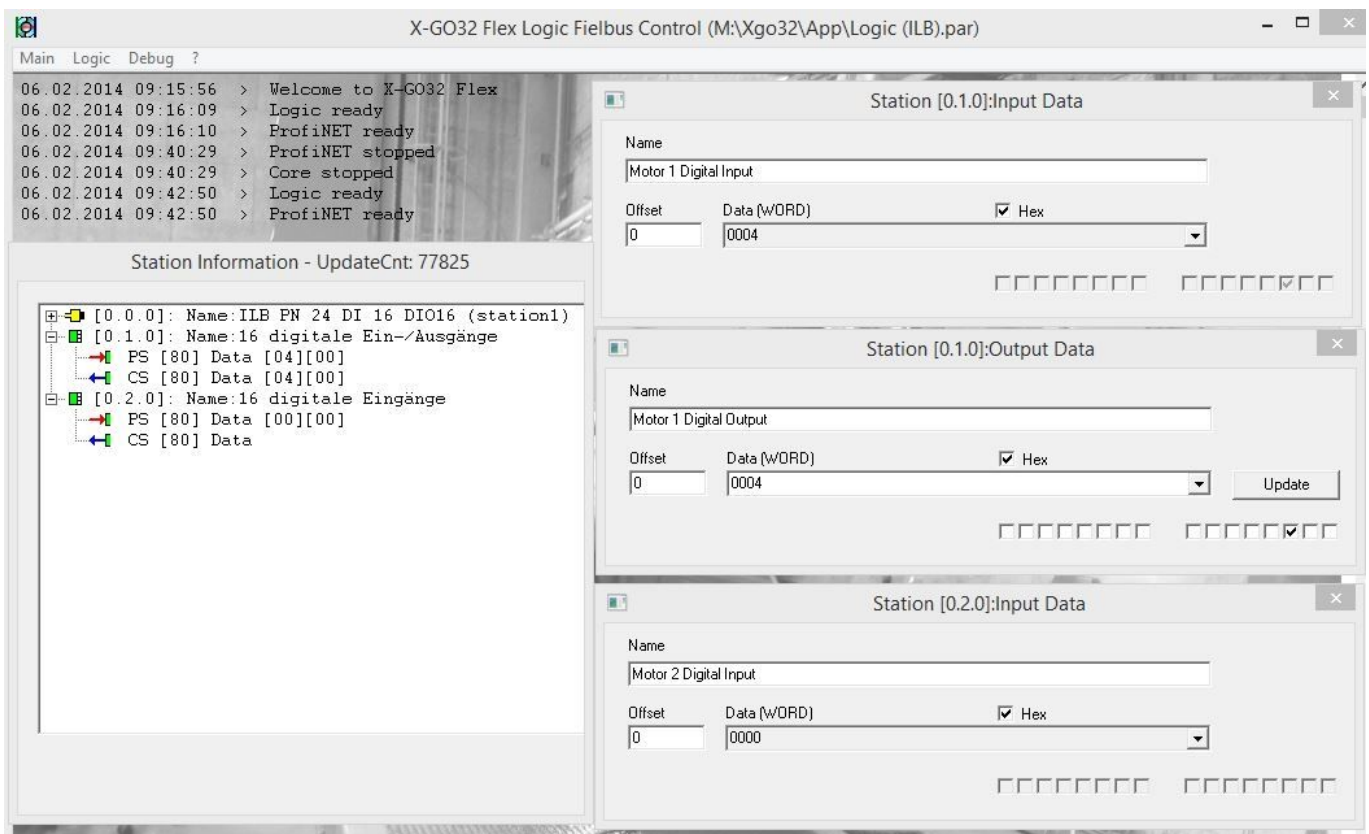 X-GO32 Flex Logic Fielbus Control (M:\Xgo32\App\Logic (ILB).par)
Main Logic Debug ?
06.02.2014 09:15:56 > Welcome to X-GO32 Flex
06.02.2014 09:16:09 > Logic ready
06.02.2014 09:16:10 > ProfiNET ready
06.02.2014 09:40:29 > ProfiNET stopped
06.02.2014 09:40:29 > Core stopped
06.02.2014 09:42:50 > Logic ready
06.02.2014 09:42:50 > ProfiNET ready
Station Information - UpdateCnt: 77825
[0.0.0]: Name:ILB PN 24 DI 16 DIO16 (station1)
[0.1.0]: Name:16 digitale Ein-/Ausgänge
PS [80] Data [04][00]
CS [80] Data [04][00]
[0.2.0]: Name:16 digitale Eingänge
PS [80] Data [00][00]
CS [80] Data
Station [0.1.0]:Input Data
Name
Motor 1 Digital Input
Offset Data (WORD) Hex
0 0004
Station [0.1.0]:Output Data
Name
Motor 1 Digital Output
Offset Data (WORD) Hex
0 0004 Update
Station [0.2.0]:Input Data
Name
Motor 2 Digital Input
Offset Data (WORD) Hex
0 0000